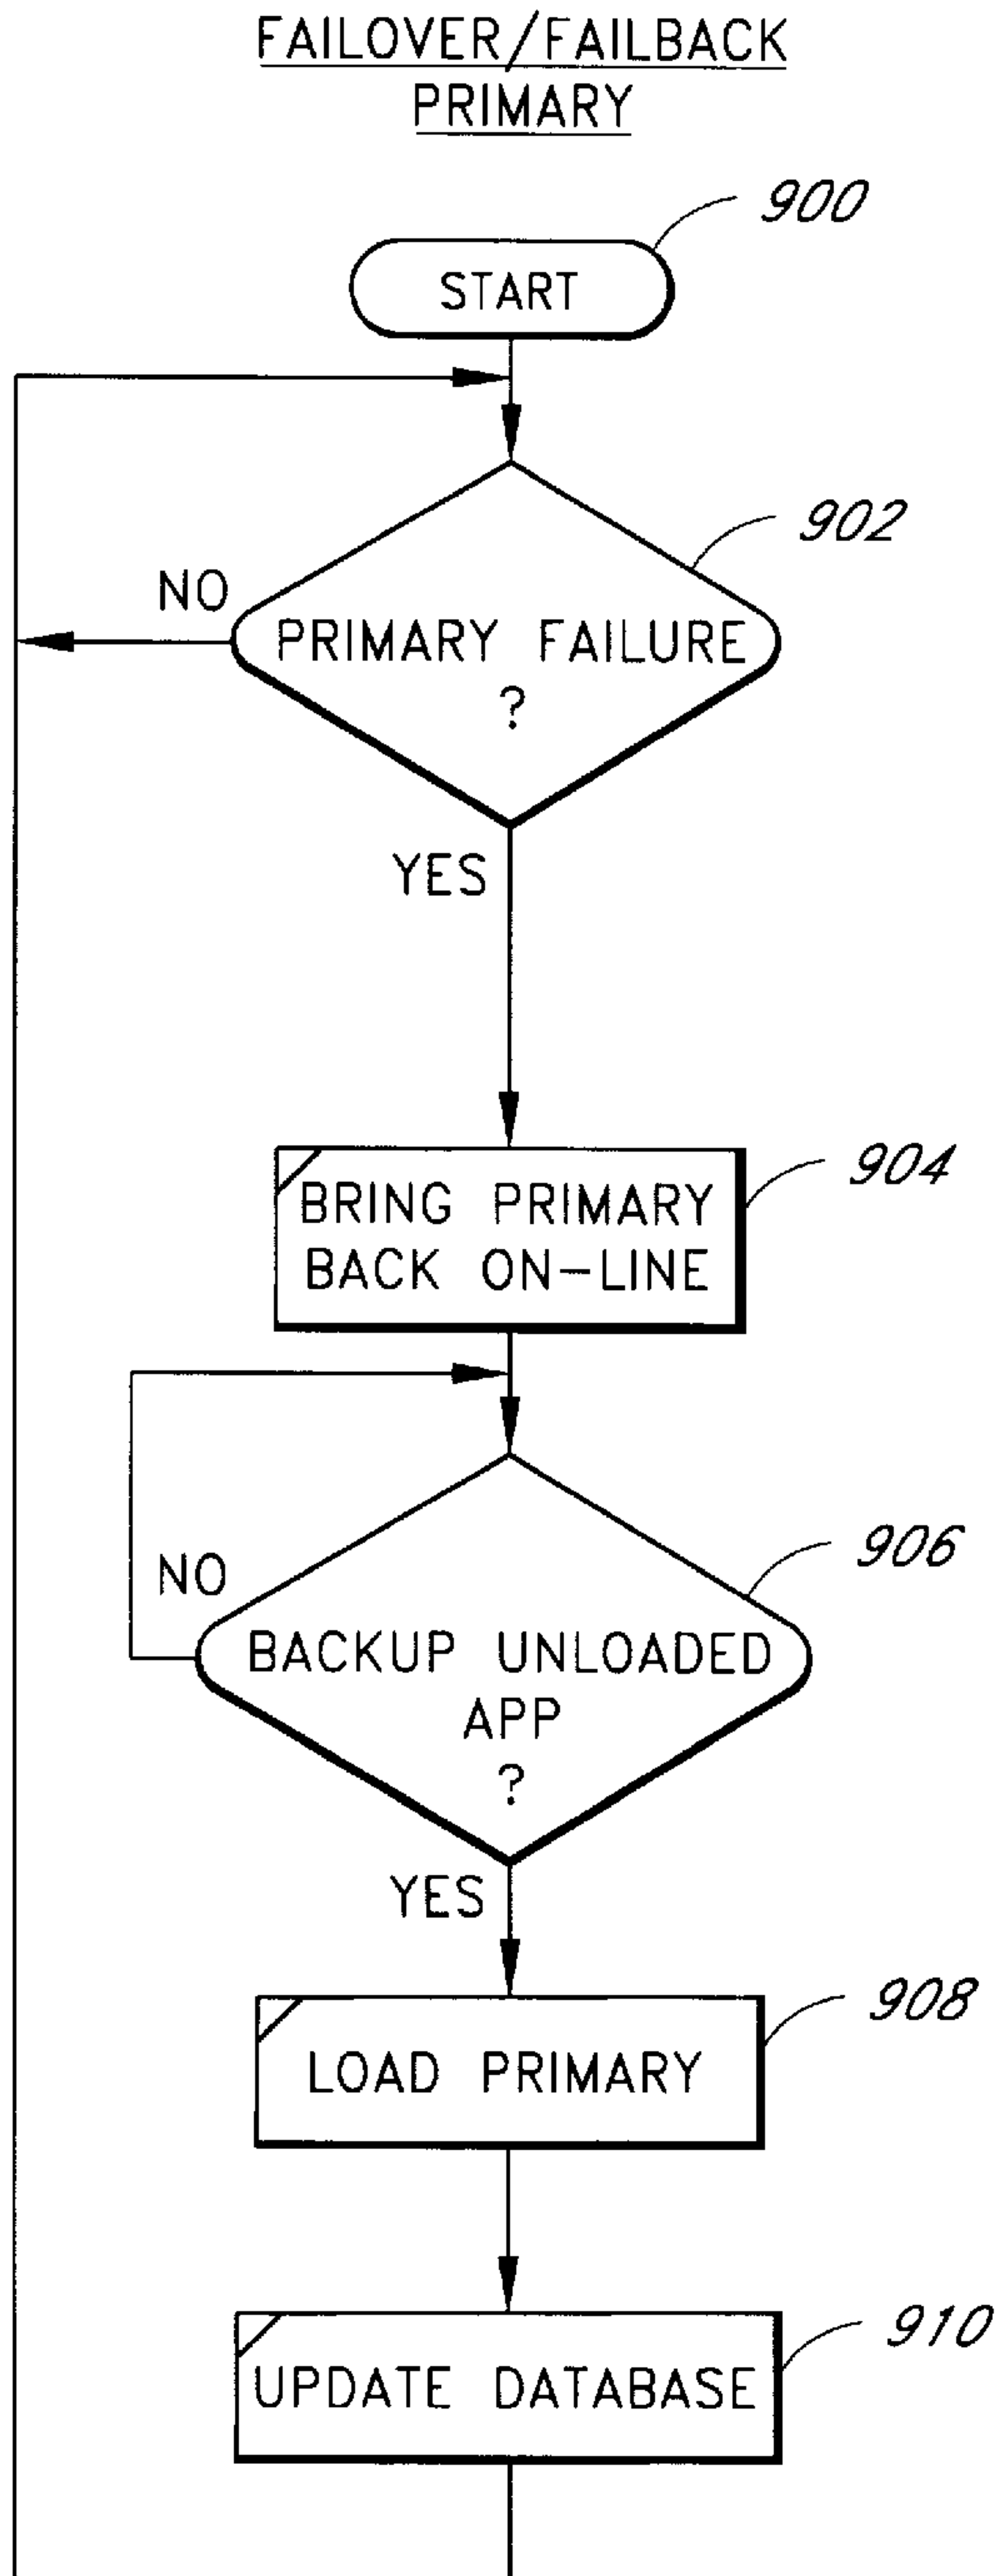 FAILOVER/FAILBACK
PRIMARY
900
START
902
NO
PRIMARY FAILURE
?
YES
904
BRING PRIMARY
BACK ON-LINE
906
NO
BACKUP UNLOADED
APP
?
YES
908
LOAD PRIMARY
910
UPDATE DATABASE